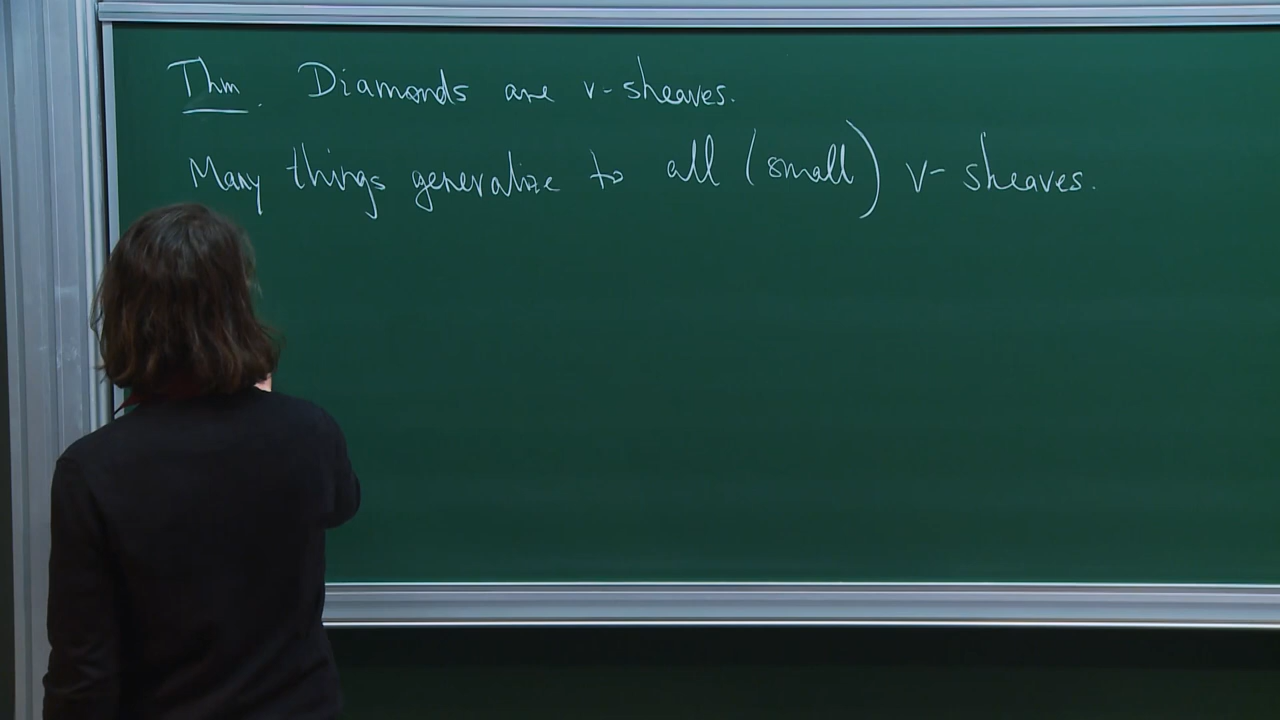 Thm. Diamonds are v-sheaves.
Many things generalize to all (small) v-sheaves.